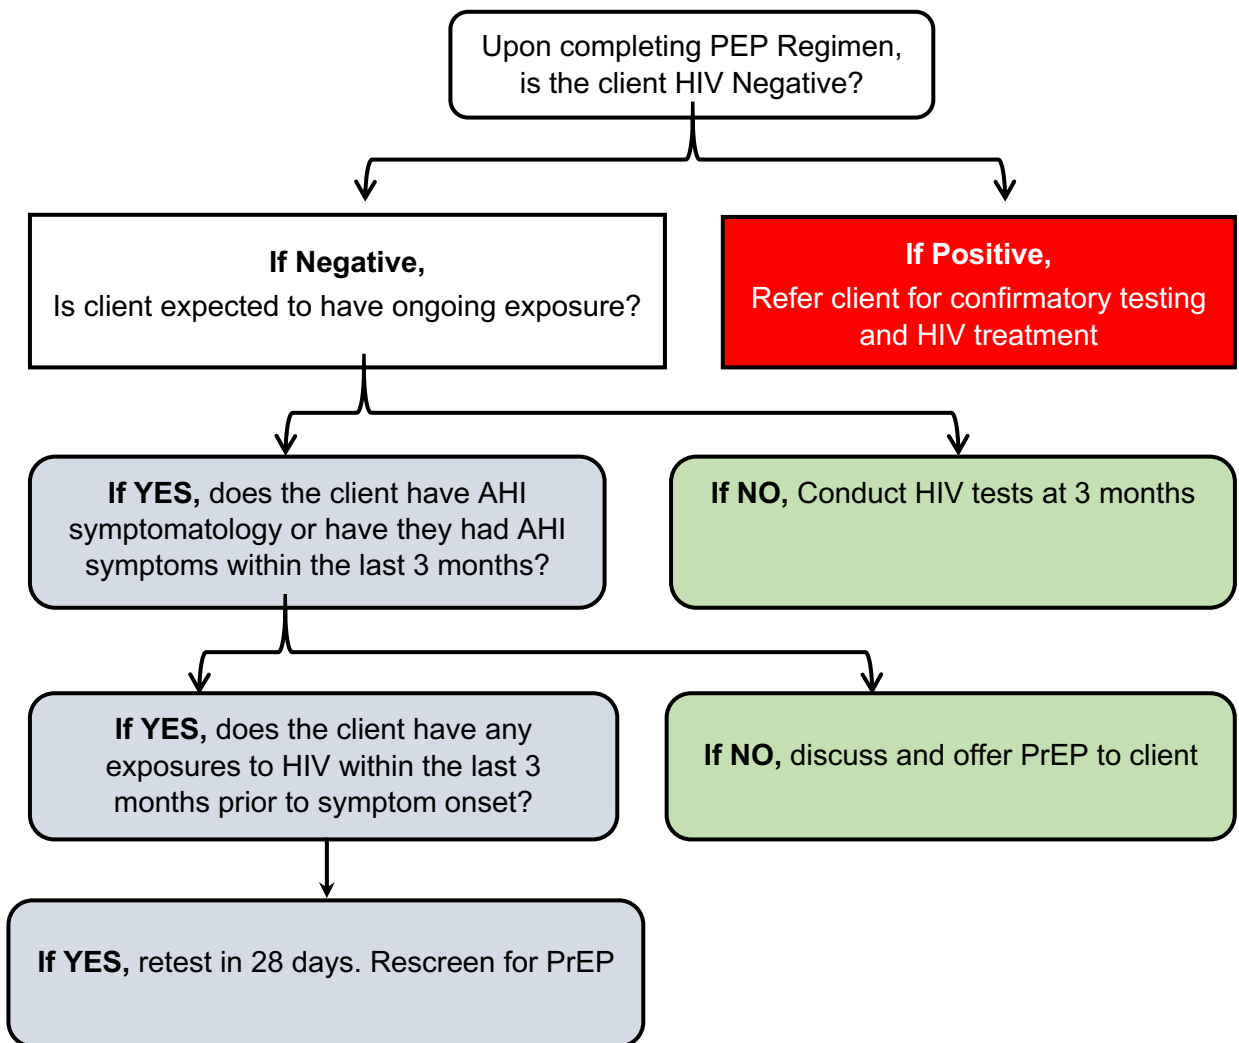 Upon completing PEP Regimen,
is the client HIV Negative?
If Negative,
Is client expected to have ongoing exposure?
If Positive,
Refer client for confirmatory testing
and HIV treatment
If YES, does the client have AHI
symptomatology or have they had AHI
symptoms within the last 3 months?
If NO, Conduct HIV tests at 3 months
If YES, does the client have any
exposures to HIV within the last 3
months prior to symptom onset?
If NO, discuss and offer PrEP to client
If YES, retest in 28 days. Rescreen for PrEP